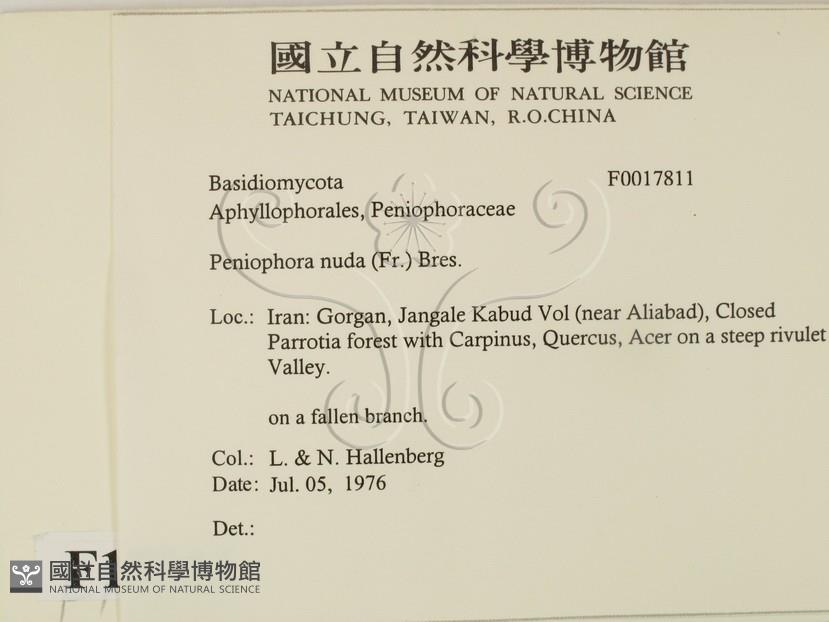 國立自然科學博物館
NATIONAL MUSEUM OF NATURAL SCIENCE
TAICHUNG, TAIWAN, R.O.CHINA
Basidiomycota F0017811
Aphyllophorales, Peniophoraceae
Peniophora nuda (Fr.) Bres.
Loc.: Iran: Gorgan, Jangale Kabud Vol (near Aliabad), Closed
Parrotia forest with Carpinus, Quercus, Acer on a steep rivulet
Valley.
on a fallen branch.
Col.: L. & N. Hallenberg
Date: Jul. 05, 1976
Det.:
F1
國立自然科學博物館
NATIONAL MUSEUM OF NATURAL SCIENCE